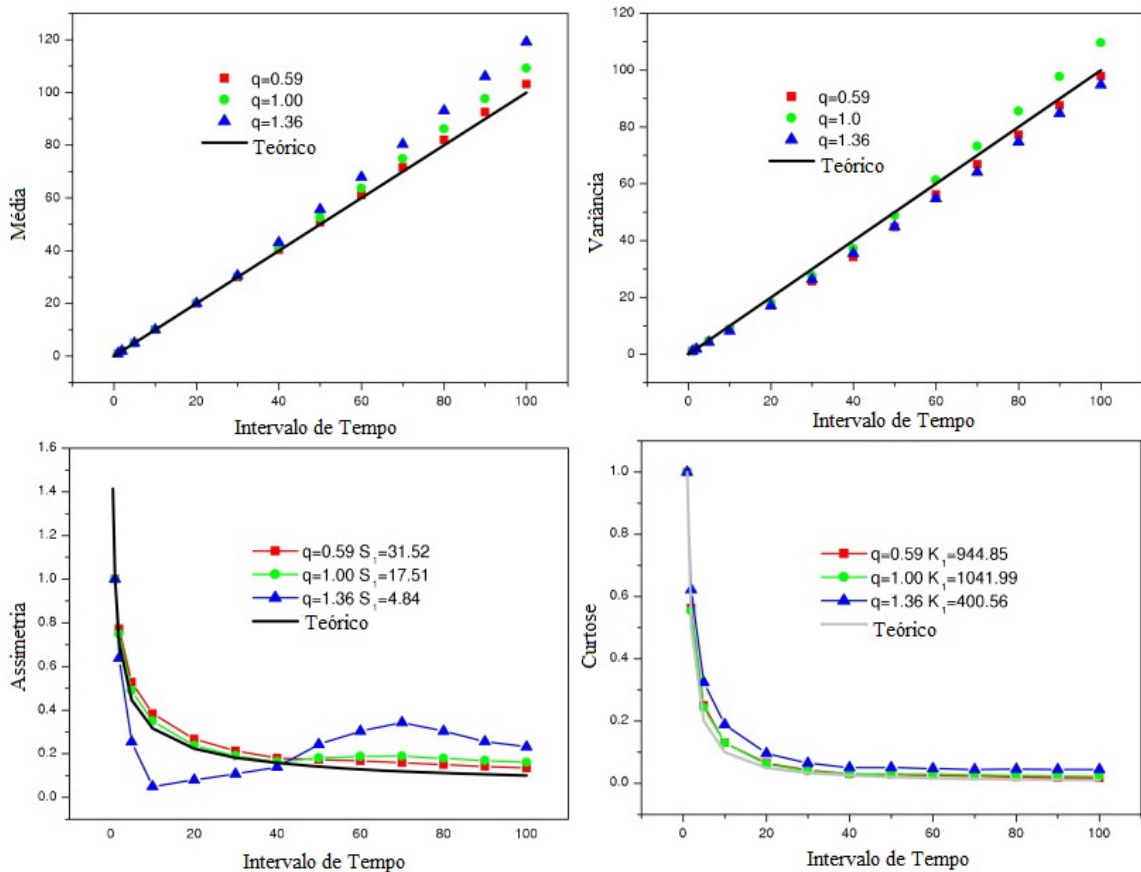 120
100
80
60
40
20
0
Média
q=0.59
q=1.00
q=1.36
Teórico
0 20 40 60 80 100
Intervalo de Tempo
120
100
80
60
40
20
0
Variância
q=0.59
q=1.0
q=1.36
Teórico
0 20 40 60 80 100
Intervalo de Tempo
1.6
1.4
1.2
1.0
0.8
0.6
0.4
0.2
0.0
Assimetria
q=0.59 S₁=31.52
q=1.00 S₁=17.51
q=1.36 S₁=4.84
Teórico
0 20 40 60 80 100
Intervalo de Tempo
1.0
0.8
0.6
0.4
0.2
0.0
Curtose
q=0.59 K₁=944.85
q=1.00 K₁=1041.99
q=1.36 K₁=400.56
Teórico
0 20 40 60 80 100
Intervalo de Tempo